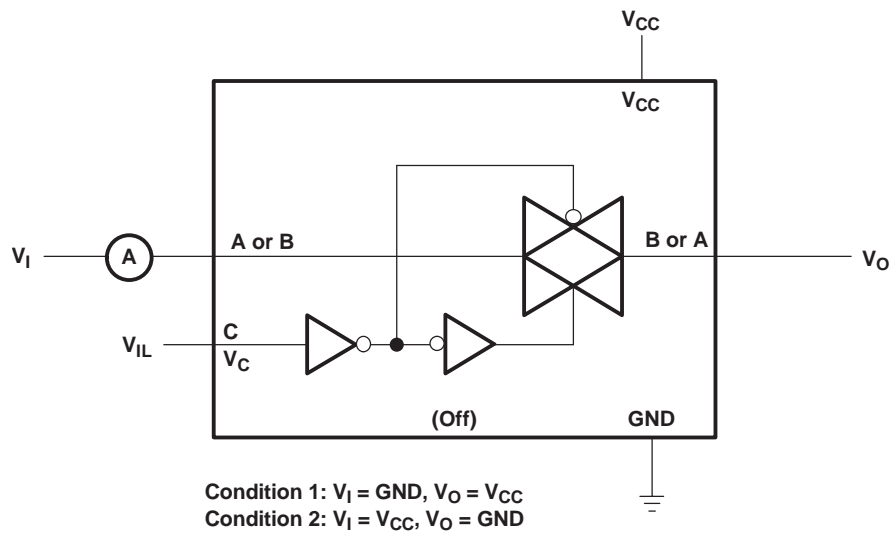 VCC
VCC
A or B
B or A
VI
A
VO
C
VIL
VC
(Off)
GND
Condition 1: VI = GND, VO = VCC
Condition 2: VI = VCC, VO = GND